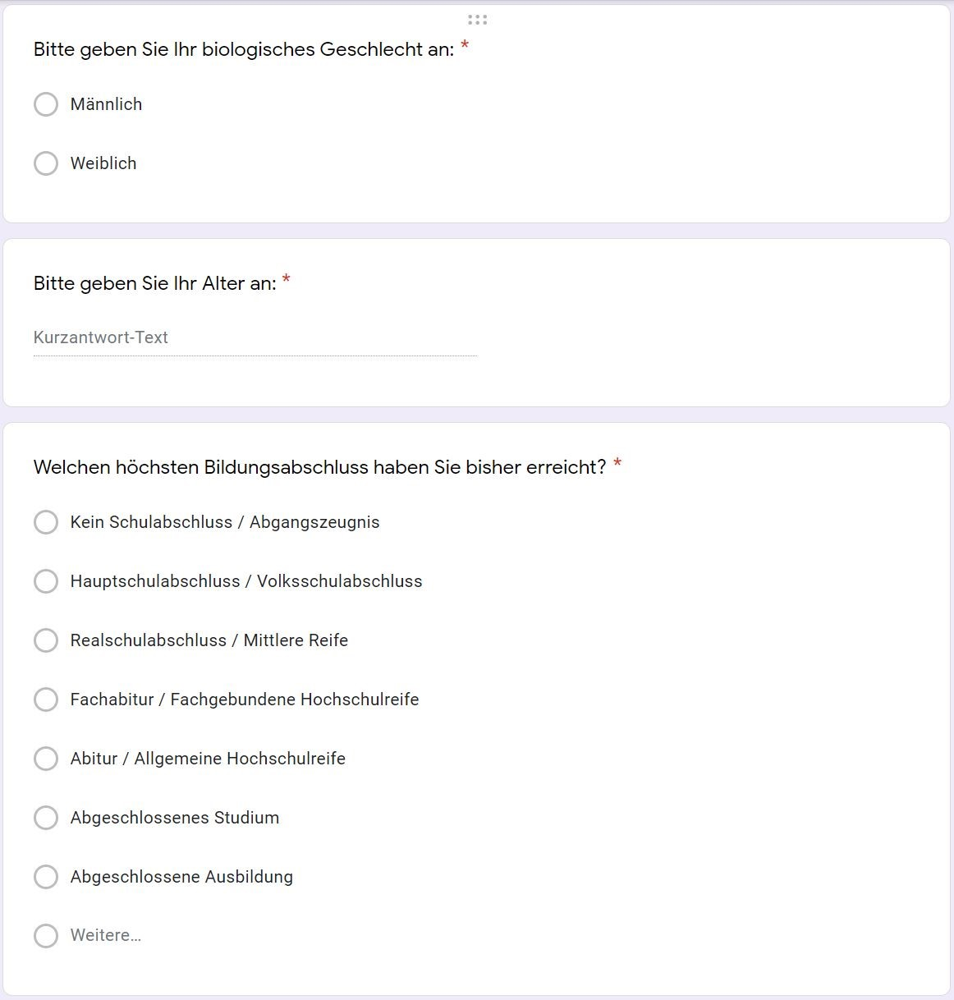 Bitte geben Sie Ihr biologisches Geschlecht an: *
Männlich
Weiblich
Bitte geben Sie Ihr Alter an: *
Kurzantwort-Text
Welchen höchsten Bildungsabschluss haben Sie bisher erreicht? *
Kein Schulabschluss / Abgangszeugnis
Hauptschulabschluss / Volksschulabschluss
Realschulabschluss / Mittlere Reife
Fachabitur / Fachgebundene Hochschulreife
Abitur / Allgemeine Hochschulreife
Abgeschlossenes Studium
Abgeschlossene Ausbildung
Weitere…